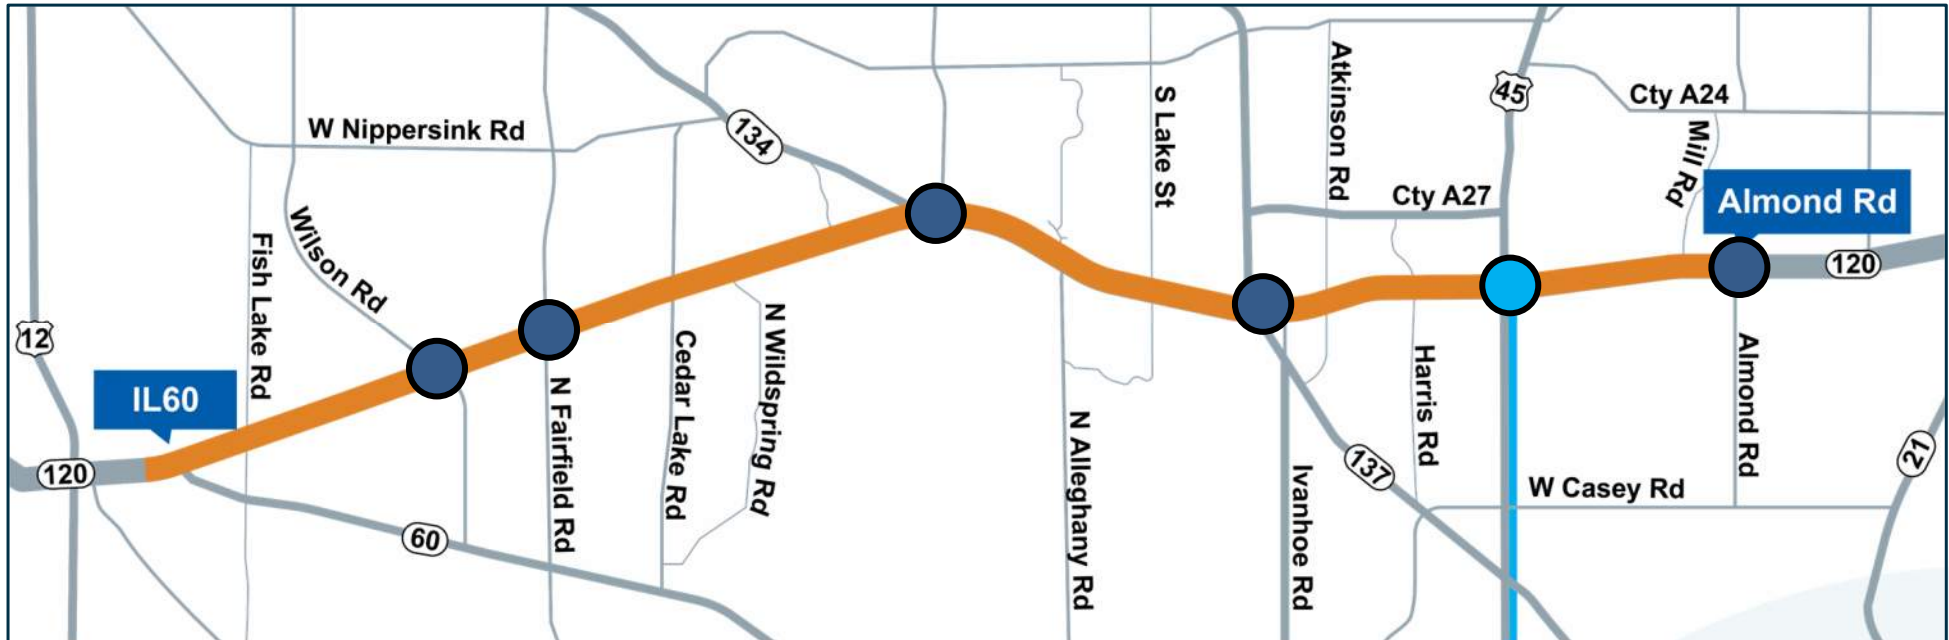 45
Cty A24
W Nippersink Rd
134
S Lake St
Atkinson Rd
Mill Rd
Cty A27
Almond Rd
Fish Lake Rd
Wilson Rd
120
12
IL60
Cedar Lake Rd
N Wildspring Rd
Harris Rd
Almond Rd
N Fairfield Rd
N Alleghany Rd
120
137
21
Ivanhoe Rd
W Casey Rd
60